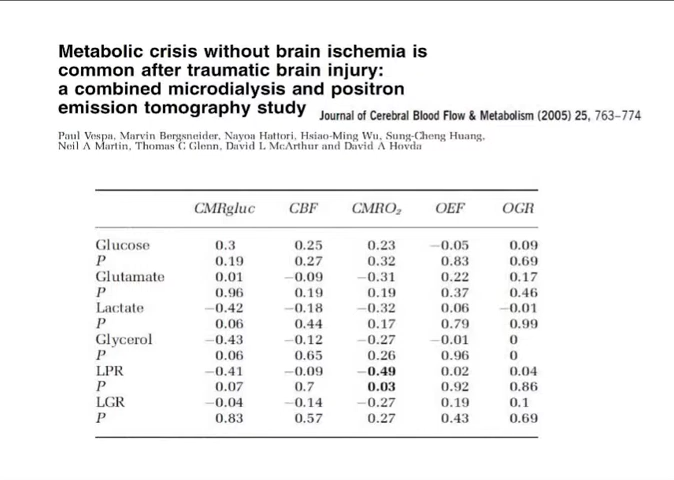 Metabolic crisis without brain ischemia is
common after traumatic brain injury:
a combined microdialysis and positron
emission tomography study Journal of Cerebral Blood Flow & Metabolism (2005) 25, 763–774
Paul Vespa, Marvin Bergsneider, Nayoa Hattori, Hsiao-Ming Wu, Sung-Cheng Huang,
Neil A Martin, Thomas C Glenn, David L McArthur and David A Hovda
CMRgluc CBF CMRO₂ OEF OGR
Glucose 0.3 0.25 0.23 −0.05 0.09
P 0.19 0.27 0.32 0.83 0.69
Glutamate 0.01 −0.09 −0.31 0.22 0.17
P 0.96 0.19 0.19 0.37 0.46
Lactate −0.42 −0.18 −0.32 0.06 −0.01
P 0.06 0.44 0.17 0.79 0.99
Glycerol −0.43 −0.12 −0.27 −0.01 0
P 0.06 0.65 0.26 0.96 0
LPR −0.41 −0.09 −0.49 0.02 0.04
P 0.07 0.7 0.03 0.92 0.86
LGR −0.04 −0.14 −0.27 0.19 0.1
P 0.83 0.57 0.27 0.43 0.69